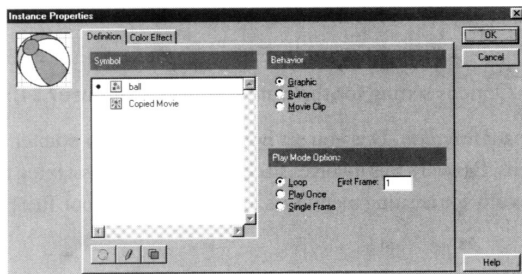 Instance Properties
Definition
Color Effect
OK
Cancel
Symbol
ball
Copied Movie
Behavior
Graphic
Button
Movie Clip
Play Mode Options
Loop
First Frame: 1
Play Once
Single Frame
Help